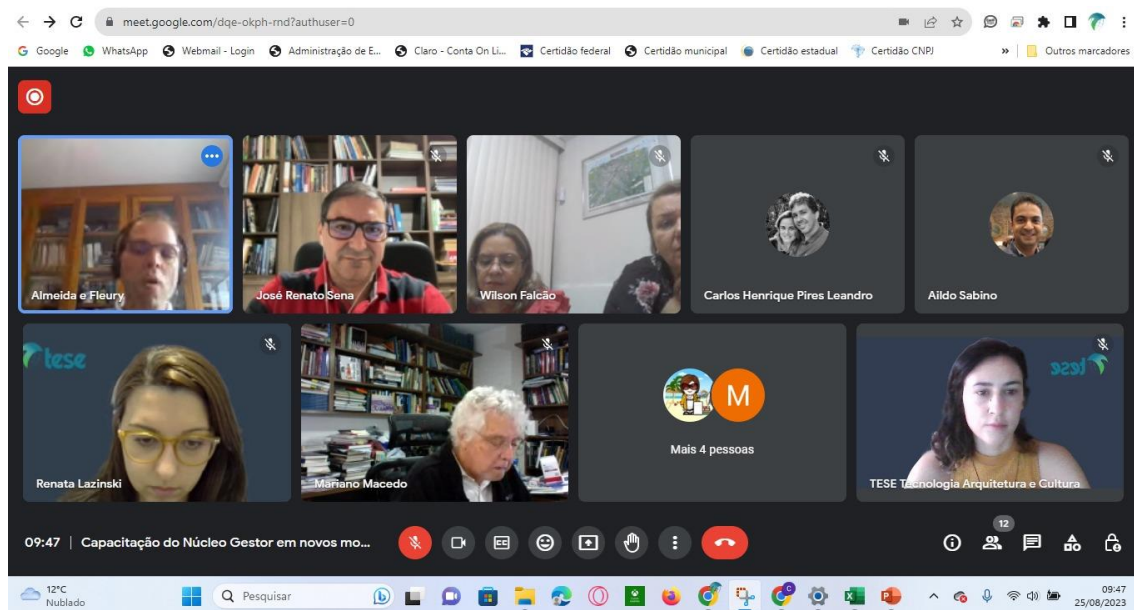 meet.google.com/dqe-okph-rnd?authuser=0
Google
WhatsApp
Webmail - Login
Administração de E...
Claro - Conta On Li...
Certidão federal
Certidão municipal
Certidão estadual
Certidão CNPJ
»
Outros marcadores
Almeida e Fleury
José Renato Sena
Wilson Falcão
Carlos Henrique Pires Leandro
Aildo Sabino
tese
Renata Lazinski
Mariano Macedo
M
Mais 4 pessoas
tese
TESE Tecnologia Arquitetura e Cultura
09:47 | Capacitação do Núcleo Gestor em novos mo...
12
12°C
Nublado
Pesquisar
09:47
25/08/2023